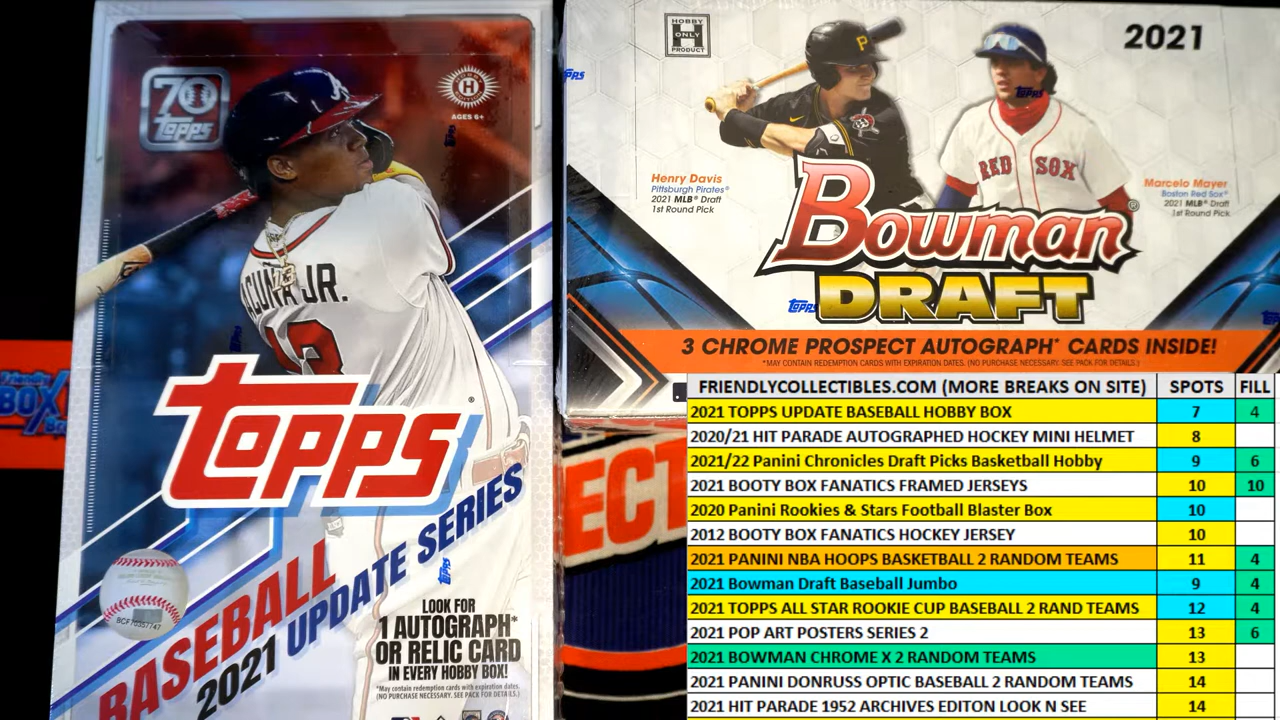 70
topps
HOBBY EDITION
H
AGES 6+
ACUÑA JR.
13
topps®
BASEBALL
2021 UPDATE SERIES
BCF70357747
LOOK FOR
1 AUTOGRAPH*
OR RELIC CARD
IN EVERY HOBBY BOX!
*May contain redemption cards with expiration dates.
(NO PURCHASE NECESSARY. SEE PACK FOR DETAILS.)
BOX
HOBBY
H
ONLY
PRODUCT
2021
P
RED SOX
Henry Davis
Pittsburgh Pirates®
2021 MLB® Draft
1st Round Pick
Marcelo Mayer
Boston Red Sox®
2021 MLB® Draft
1st Round Pick
Bowman®
DRAFT
topps
3 CHROME PROSPECT AUTOGRAPH* CARDS INSIDE!
*MAY CONTAIN REDEMPTION CARDS WITH EXPIRATION DATES. (NO PURCHASE NECESSARY. SEE PACK FOR DETAILS.)
ECT
FRIENDLYCOLLECTIBLES.COM (MORE BREAKS ON SITE) SPOTS FILL
2021 TOPPS UPDATE BASEBALL HOBBY BOX 7 4
2020/21 HIT PARADE AUTOGRAPHED HOCKEY MINI HELMET 8
2021/22 Panini Chronicles Draft Picks Basketball Hobby 9 6
2021 BOOTY BOX FANATICS FRAMED JERSEYS 10 10
2020 Panini Rookies & Stars Football Blaster Box 10
2012 BOOTY BOX FANATICS HOCKEY JERSEY 10
2021 PANINI NBA HOOPS BASKETBALL 2 RANDOM TEAMS 11 4
2021 Bowman Draft Baseball Jumbo 9 4
2021 TOPPS ALL STAR ROOKIE CUP BASEBALL 2 RAND TEAMS 12 4
2021 POP ART POSTERS SERIES 2 13 6
2021 BOWMAN CHROME X 2 RANDOM TEAMS 13
2021 PANINI DONRUSS OPTIC BASEBALL 2 RANDOM TEAMS 14
2021 HIT PARADE 1952 ARCHIVES EDITON LOOK N SEE 14